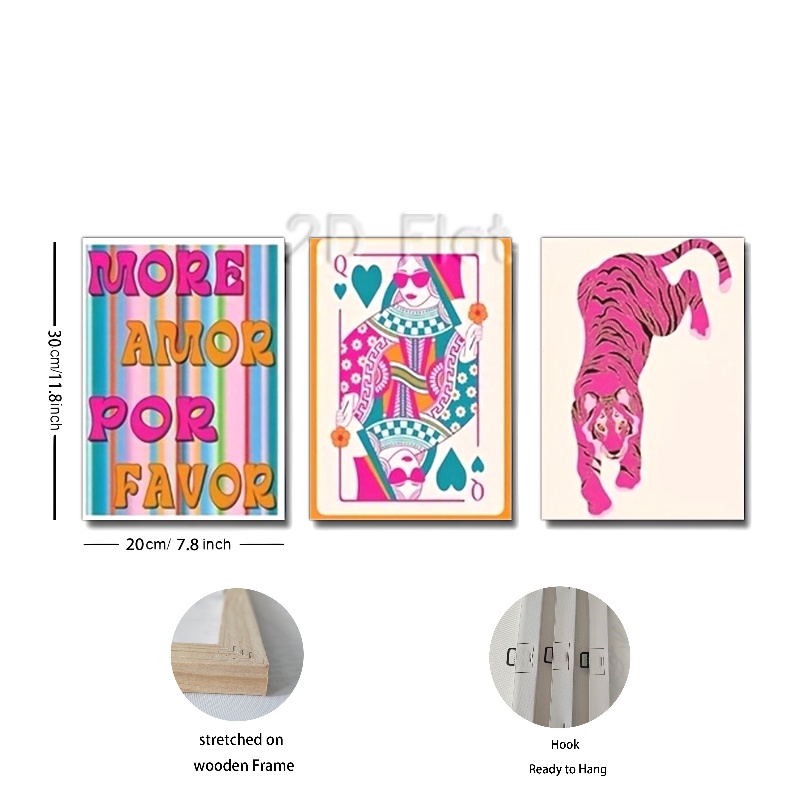 2D Flat
MORE
AMOR
POR
FAVOR
Q
Q
30cm/11.8inch
20cm/ 7.8 inch
stretched on
wooden Frame
Hook
Ready to Hang